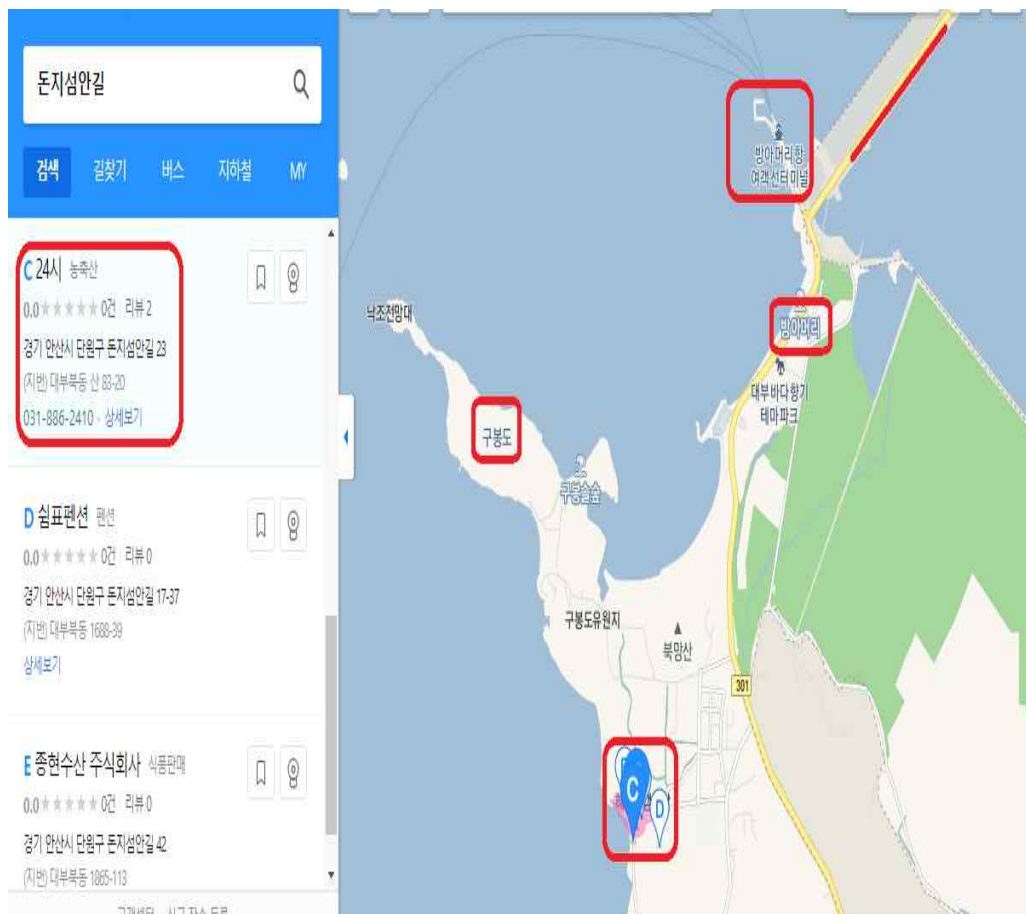 돈지섬안길
검색 길찾기 버스 지하철 MY
C 24시 농축산
0.0★★★★★ 0건 리뷰 2
경기 안산시 단원구 돈지섬안길 23
(지번) 대부북동 산 83-20
031-886-2410 · 상세보기
D 쉼표펜션 펜션
0.0★★★★★ 0건 리뷰 0
경기 안산시 단원구 돈지섬안길 17-37
(지번) 대부북동 1688-39
상세보기
E 종현수산 주식회사 식품판매
0.0★★★★★ 0건 리뷰 0
경기 안산시 단원구 돈지섬안길 42
(지번) 대부북동 1865-113
방아머리항
여객선터미널
낙조전망대
방아머리
대부바다향기
테마파크
구봉도
구봉솔숲
구봉도유원지
북망산
301
C
D